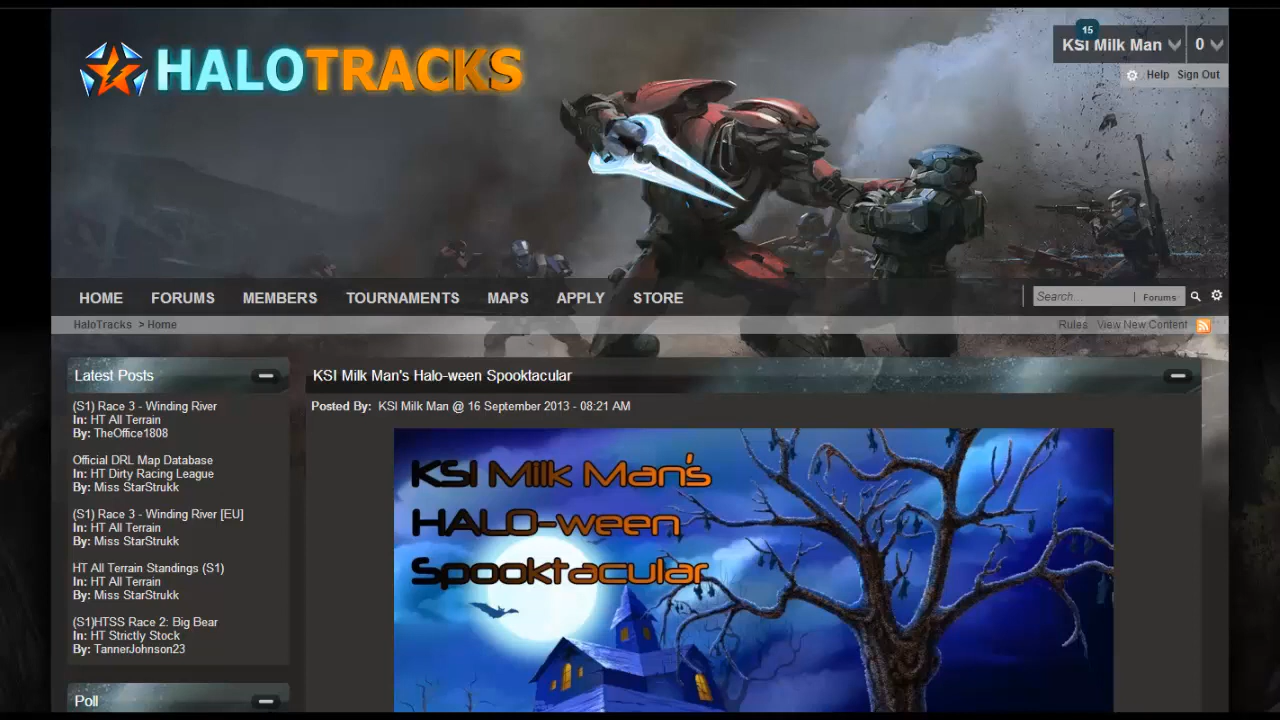 HALOTRACKS
15
KSI Milk Man
0
Help Sign Out
HOME FORUMS MEMBERS TOURNAMENTS MAPS APPLY STORE
Search... Forums
HaloTracks > Home
Rules View New Content
Latest Posts
(S1) Race 3 - Winding River
In: HT All Terrain
By: TheOffice1808
Official DRL Map Database
In: HT Dirty Racing League
By: Miss StarStrukk
(S1) Race 3 - Winding River [EU]
In: HT All Terrain
By: Miss StarStrukk
HT All Terrain Standings (S1)
In: HT All Terrain
By: Miss StarStrukk
(S1)HTSS Race 2: Big Bear
In: HT Strictly Stock
By: TannerJohnson23
Poll
KSI Milk Man's Halo-ween Spooktacular
Posted By: KSI Milk Man @ 16 September 2013 - 08:21 AM
KSI Milk Man's
HALO-ween
Spooktacular